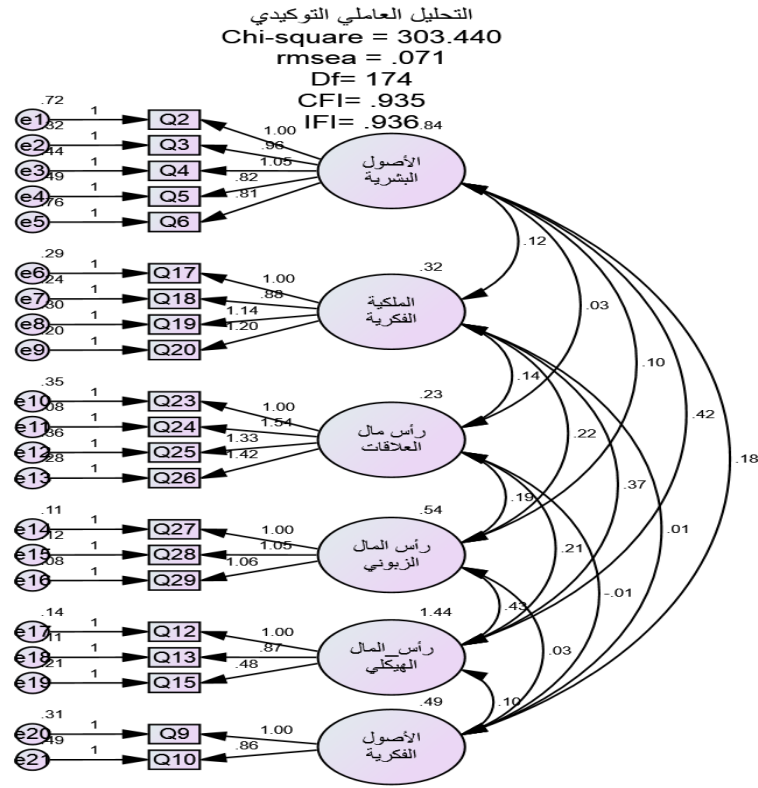 التحليل العاملي التوكيدي
Chi-square = 303.440
rmsea = .071
Df= 174
CFI= .935
IFI= .936
.84
الأصول
البشرية
.72
e1 1 Q2 1.00
.32
e2 1 Q3 .96
.44
e3 1 Q4 1.05
.49
e4 1 Q5 .82
.76
e5 1 Q6 .81
.12
.32
الملكية
الفكرية
.29
e6 1 Q17 1.00
.24
e7 1 Q18 .88
.30
e8 1 Q19 1.14
.20
e9 1 Q20 1.20
.03
.14
.10
.42
.18
.23
رأس مال
العلاقات
.35
e10 1 Q23 1.00
.08
e11 1 Q24 1.54
.36
e12 1 Q25 1.33
.28
e13 1 Q26 1.42
.22
.37
.19
.01
.54
رأس المال
الزبوني
.11
e14 1 Q27 1.00
.12
e15 1 Q28 1.05
.08
e16 1 Q29 1.06
.21
-.01
.43
1.44
رأس_المال
الهيكلي
.14
e17 1 Q12 1.00
.11
e18 1 Q13 .87
.21
e19 1 Q15 .48
.03
.10
.49
الأصول
الفكرية
.31
e20 1 Q9 1.00
.49
e21 1 Q10 .86